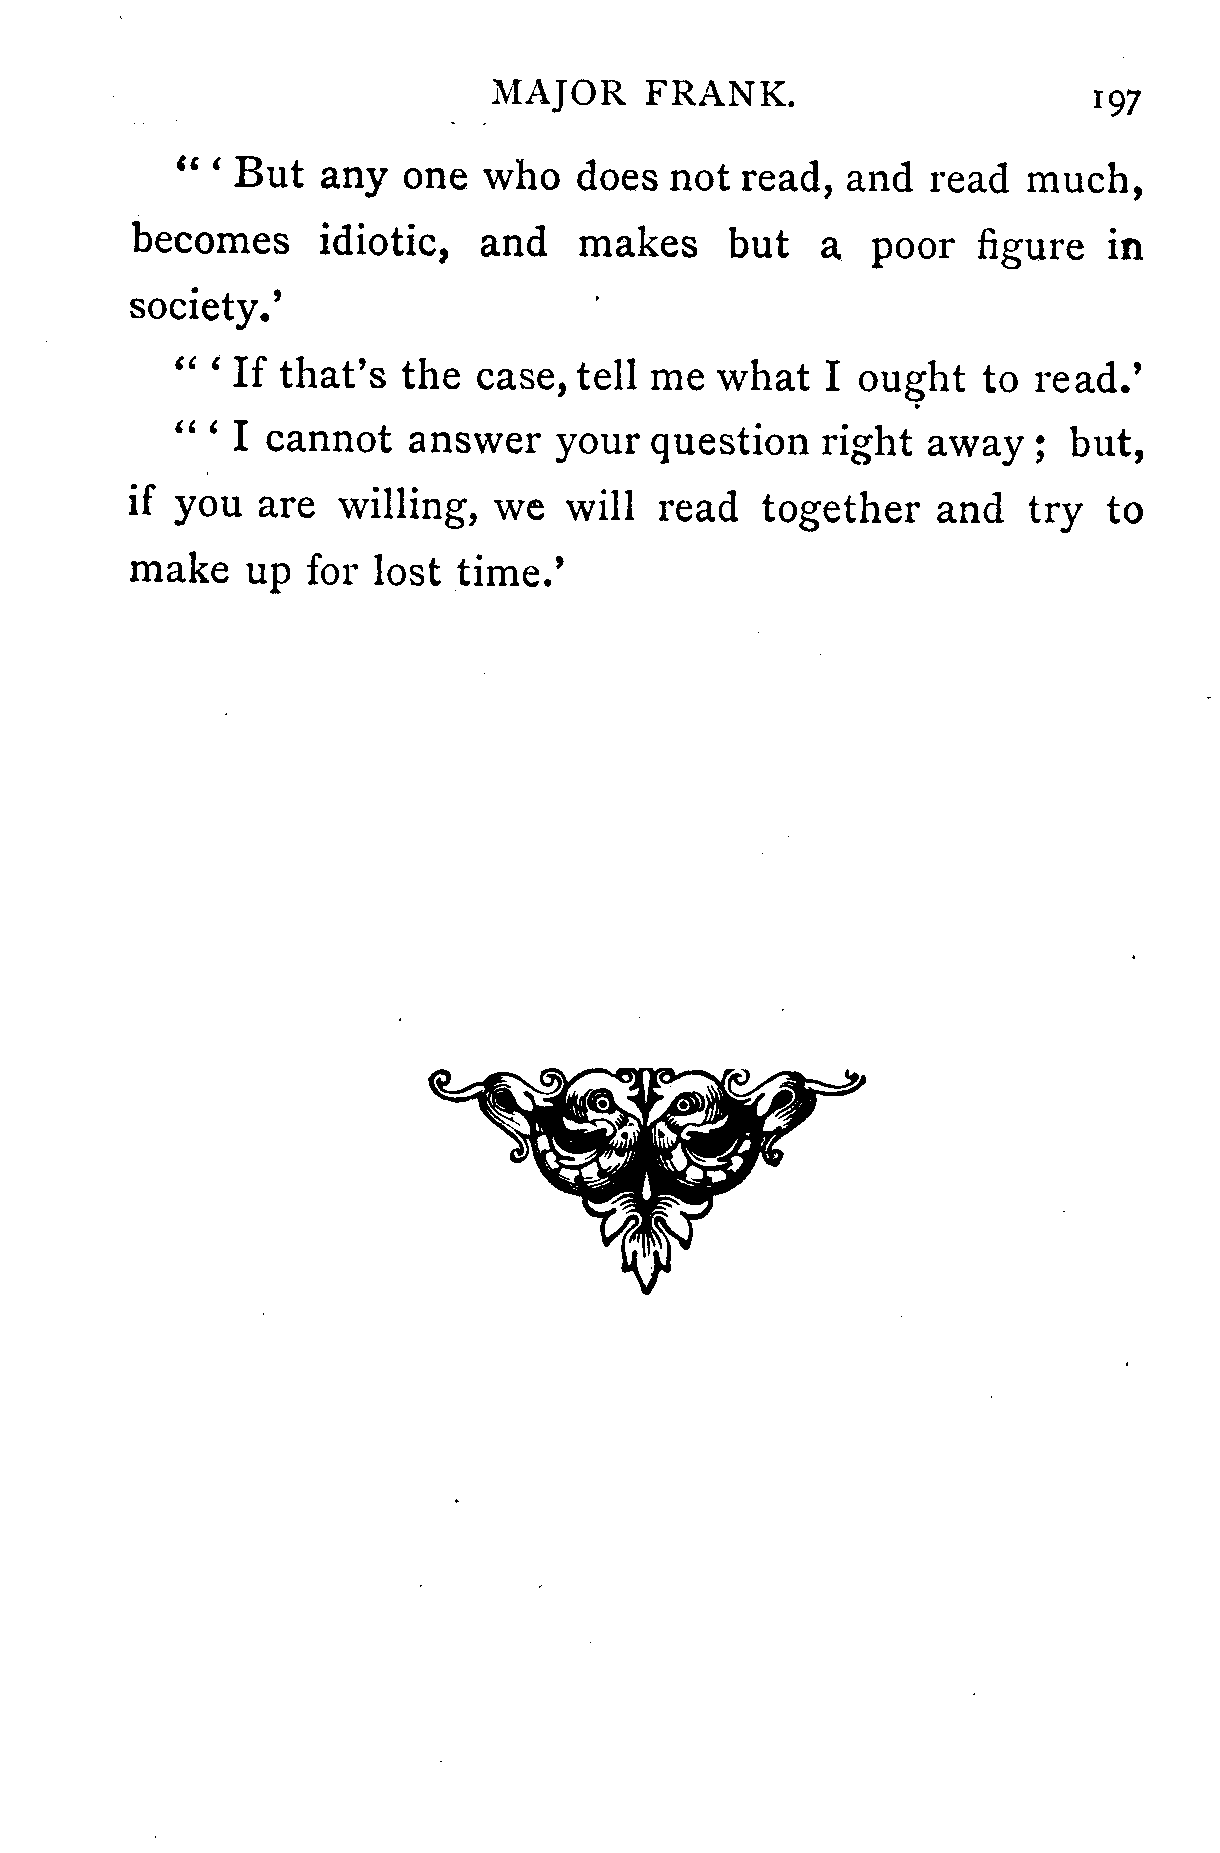 MAJOR FRANK. 197
“ ‘ But any one who does not read, and read much,
becomes idiotic, and makes but a poor figure in
society.’
“ ‘ If that’s the case, tell me what I ought to read.’
“ ‘ I cannot answer your question right away ; but,
if you are willing, we will read together and try to
make up for lost time.’